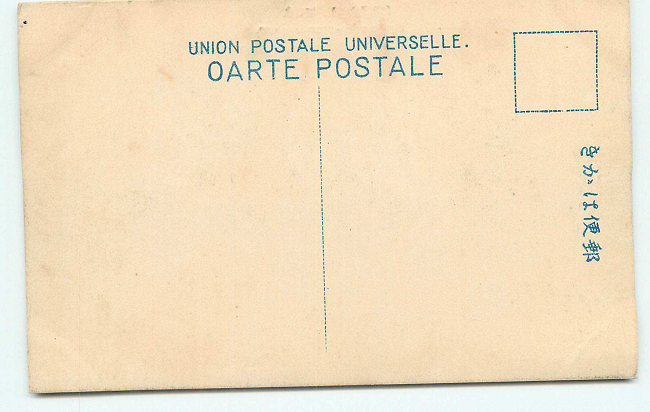 UNION POSTALE UNIVERSELLE.
OARTE POSTALE
郵便はがき